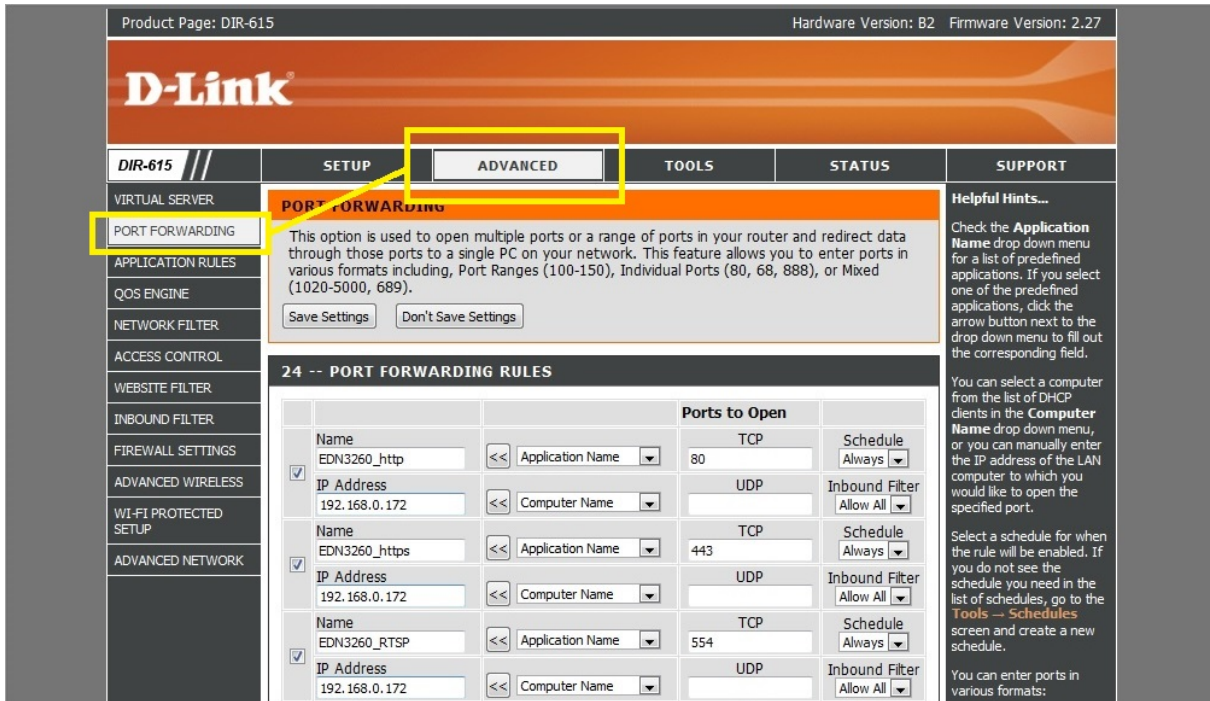 Product Page: DIR-615
Hardware Version: B2 Firmware Version: 2.27
D-Link®
DIR-615
SETUP
ADVANCED
TOOLS
STATUS
SUPPORT
VIRTUAL SERVER
PORT FORWARDING
APPLICATION RULES
QOS ENGINE
NETWORK FILTER
ACCESS CONTROL
WEBSITE FILTER
INBOUND FILTER
FIREWALL SETTINGS
ADVANCED WIRELESS
WI-FI PROTECTED
SETUP
ADVANCED NETWORK
PORT FORWARDING
This option is used to open multiple ports or a range of ports in your router and redirect data
through those ports to a single PC on your network. This feature allows you to enter ports in
various formats including, Port Ranges (100-150), Individual Ports (80, 68, 888), or Mixed
(1020-5000, 689).
Save Settings Don't Save Settings
24 -- PORT FORWARDING RULES
Ports to Open
Name TCP Schedule
EDN3260_http << Application Name 80 Always
IP Address UDP Inbound Filter
192.168.0.172 << Computer Name Allow All
Name TCP Schedule
EDN3260_https << Application Name 443 Always
IP Address UDP Inbound Filter
192.168.0.172 << Computer Name Allow All
Name TCP Schedule
EDN3260_RTSP << Application Name 554 Always
IP Address UDP Inbound Filter
192.168.0.172 << Computer Name Allow All
Helpful Hints...
Check the Application
Name drop down menu
for a list of predefined
applications. If you select
one of the predefined
applications, click the
arrow button next to the
drop down menu to fill out
the corresponding field.
You can select a computer
from the list of DHCP
clients in the Computer
Name drop down menu,
or you can manually enter
the IP address of the LAN
computer to which you
would like to open the
specified port.
Select a schedule for when
the rule will be enabled. If
you do not see the
schedule you need in the
list of schedules, go to the
Tools → Schedules
screen and create a new
schedule.
You can enter ports in
various formats: